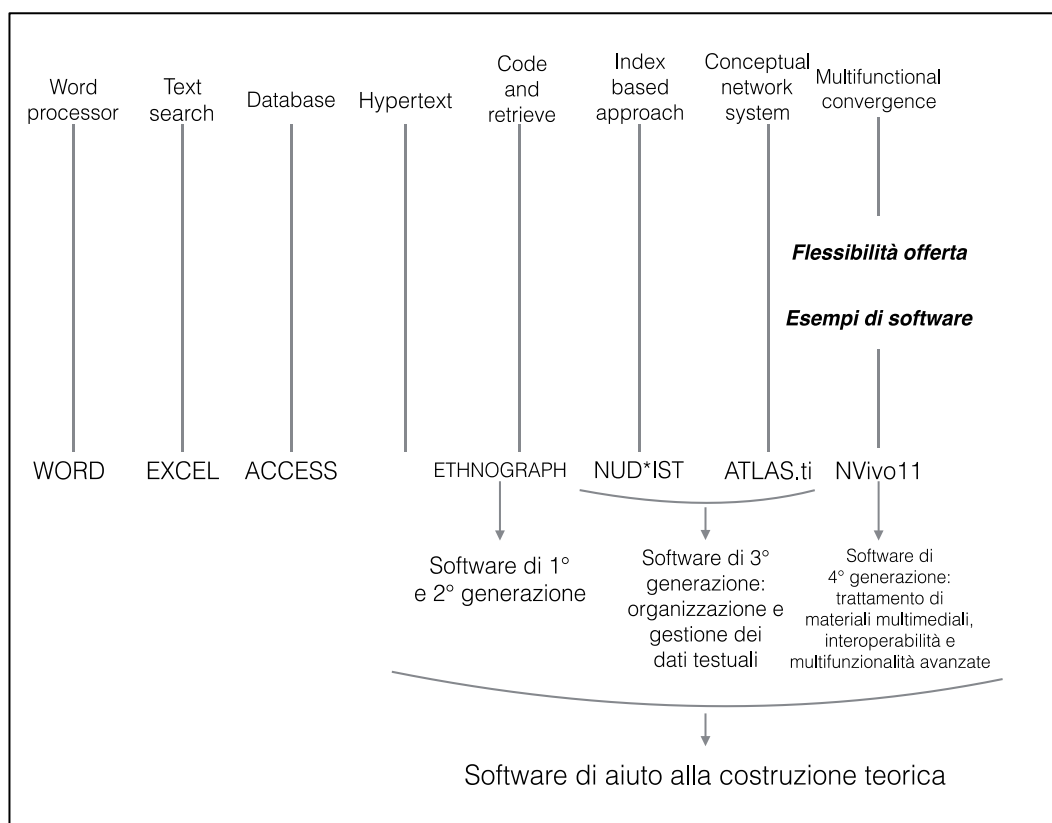 Word
processor
Text
search
Database
Hypertext
Code
and
retrieve
Index
based
approach
Conceptual
network
system
Multifunctional
convergence
Flessibilità offerta
Esempi di software
WORD
EXCEL
ACCESS
ETHNOGRAPH
NUD*IST
ATLAS.ti
NVivo11
Software di 1°
e 2° generazione
Software di 3°
generazione:
organizzazione e
gestione dei
dati testuali
Software di
4° generazione:
trattamento di
materiali multimediali,
interoperabilità e
multifunzionalità avanzate
Software di aiuto alla costruzione teorica